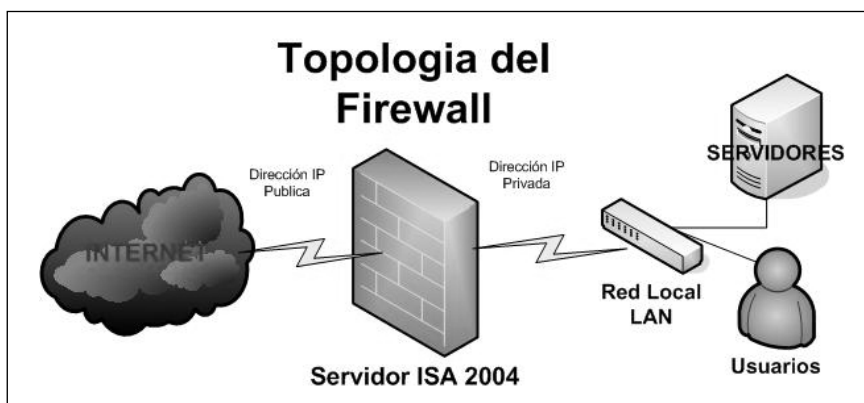 Topologia del
Firewall
Dirección IP
Publica
Dirección IP
Privada
SERVIDORES
INTERNET
Red Local
LAN
Servidor ISA 2004
Usuarios